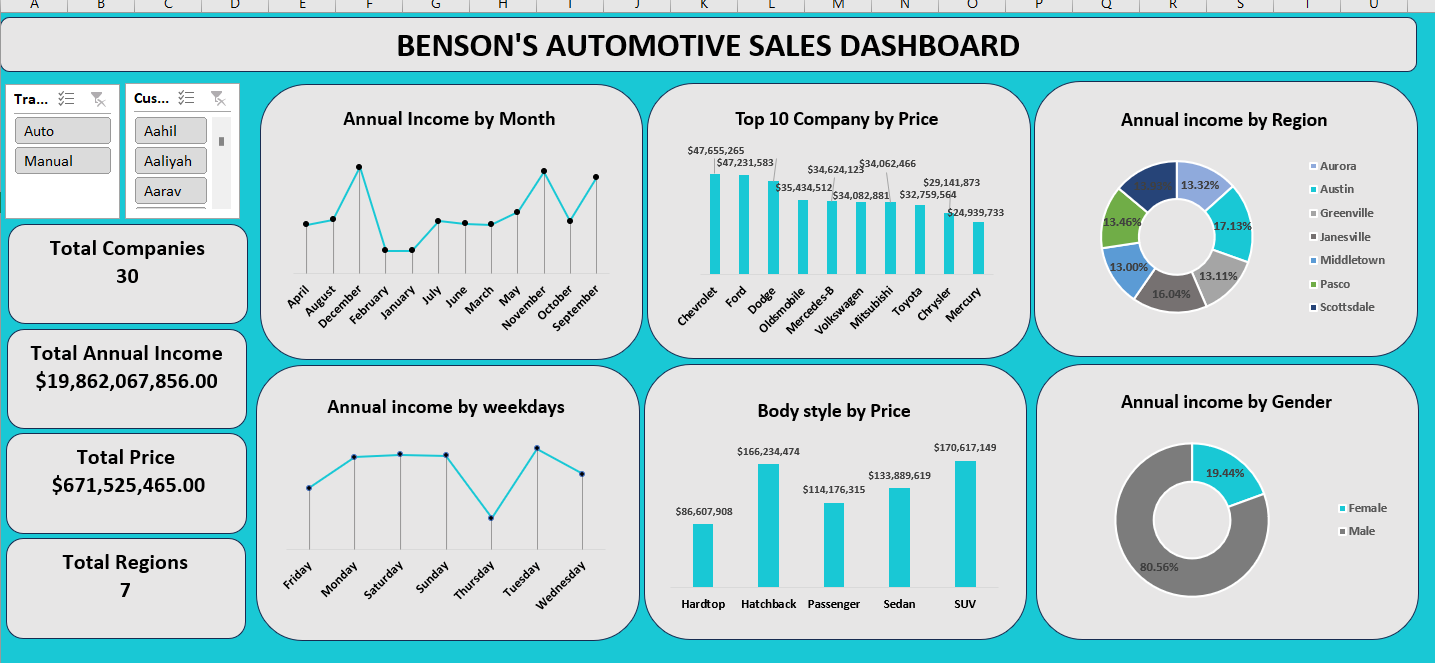 A B C D E F G H I J K L M N O P Q R S T U
BENSON'S AUTOMOTIVE SALES DASHBOARD
Tra...
Auto
Manual
Cus...
Aahil
Aaliyah
Aarav
Total Companies
30
Total Annual Income
$19,862,067,856.00
Total Price
$671,525,465.00
Total Regions
7
Annual Income by Month
April
August
December
February
January
July
June
March
May
November
October
September
Top 10 Company by Price
$47,655,265
$47,231,583
$35,434,512
$34,624,123
$34,082,881
$34,062,466
$32,759,564
$29,141,873
$24,939,733
Chevrolet
Ford
Dodge
Oldsmobile
Mercedes-B
Volkswagen
Mitsubishi
Toyota
Chrysler
Mercury
Annual income by Region
13.32%
17.13%
13.11%
16.04%
13.00%
13.46%
Aurora
Austin
Greenville
Janesville
Middletown
Pasco
Scottsdale
Annual income by weekdays
Friday
Monday
Saturday
Sunday
Thursday
Tuesday
Wednesday
Body style by Price
$86,607,908
$166,234,474
$114,176,315
$133,889,619
$170,617,149
Hardtop
Hatchback
Passenger
Sedan
SUV
Annual income by Gender
19.44%
80.56%
Female
Male